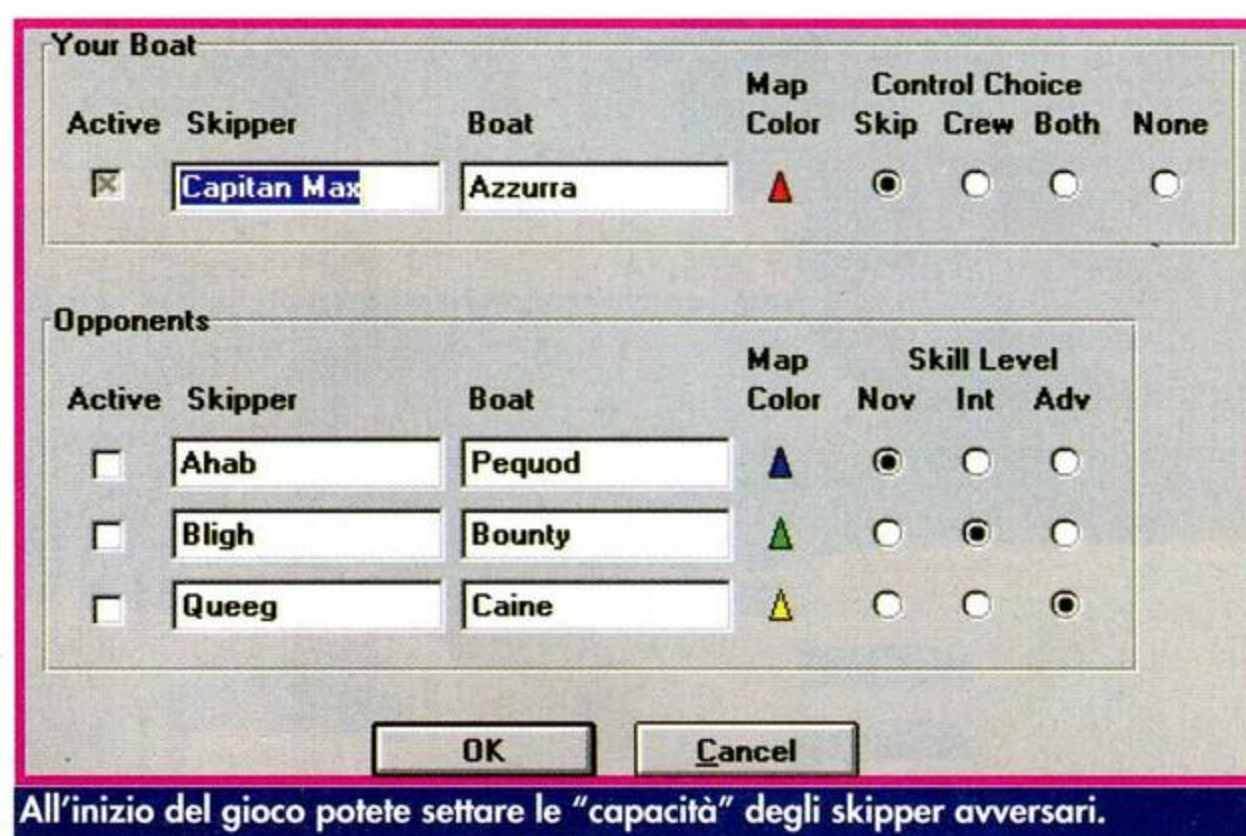 Your Boat
Map Control Choice
Active Skipper Boat Color Skip Crew Both None
Capitan Max Azzurra
Opponents
Map Skill Level
Active Skipper Boat Color Nov Int Adv
Ahab Pequod
Bligh Bounty
Queeg Caine
OK Cancel
All'inizio del gioco potete settare le "capacità" degli skipper avversari.